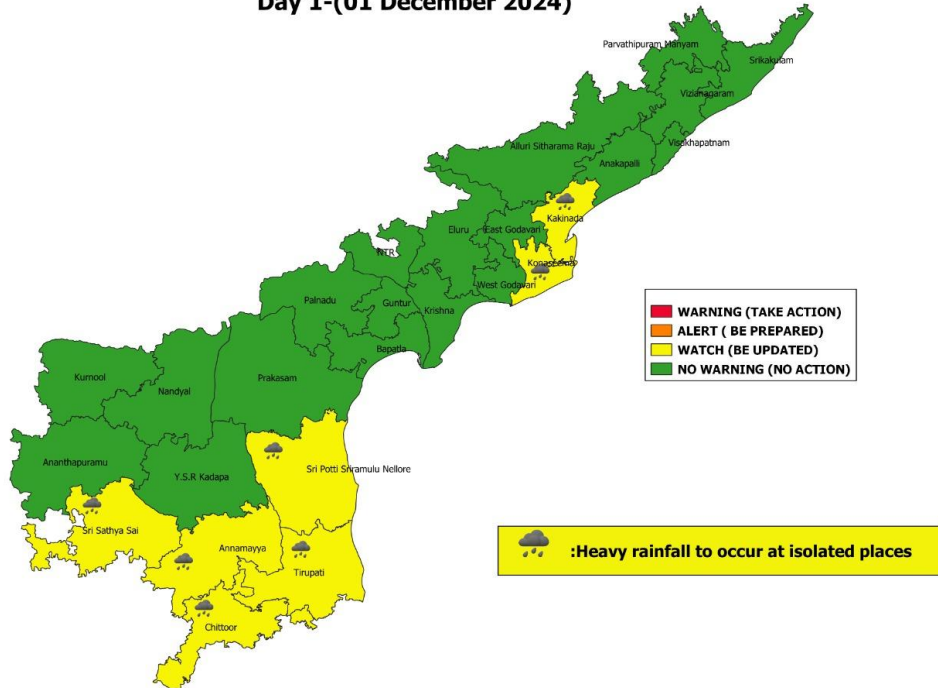 Day 1-(01 December 2024)
Parvathipuram Manyam
Srikakulam
Vizianagaram
Visakhapatnam
Alluri Sitharama Raju
Anakapalli
Kakinada
Eluru
East Godavari
NTR
Konaseema
West Godavari
Palnadu
Guntur
Krishna
Bapatla
Kurnool
Nandyal
Prakasam
Ananthapuramu
Y.S.R Kadapa
Sri Potti Sriramulu Nellore
Sri Sathya Sai
Annamayya
Tirupati
Chittoor
WARNING (TAKE ACTION)
ALERT ( BE PREPARED)
WATCH (BE UPDATED)
NO WARNING (NO ACTION)
:Heavy rainfall to occur at isolated places